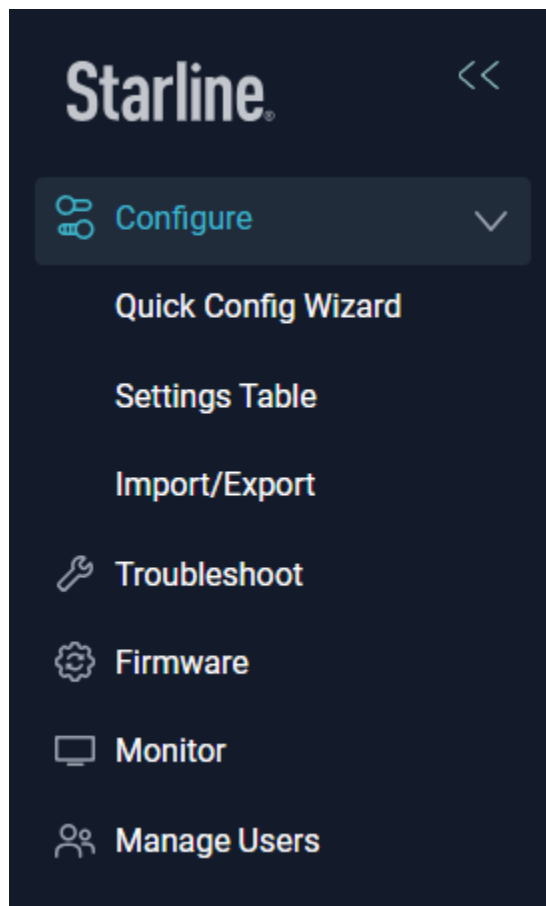 Starline®
<<
Configure
Quick Config Wizard
Settings Table
Import/Export
Troubleshoot
Firmware
Monitor
Manage Users